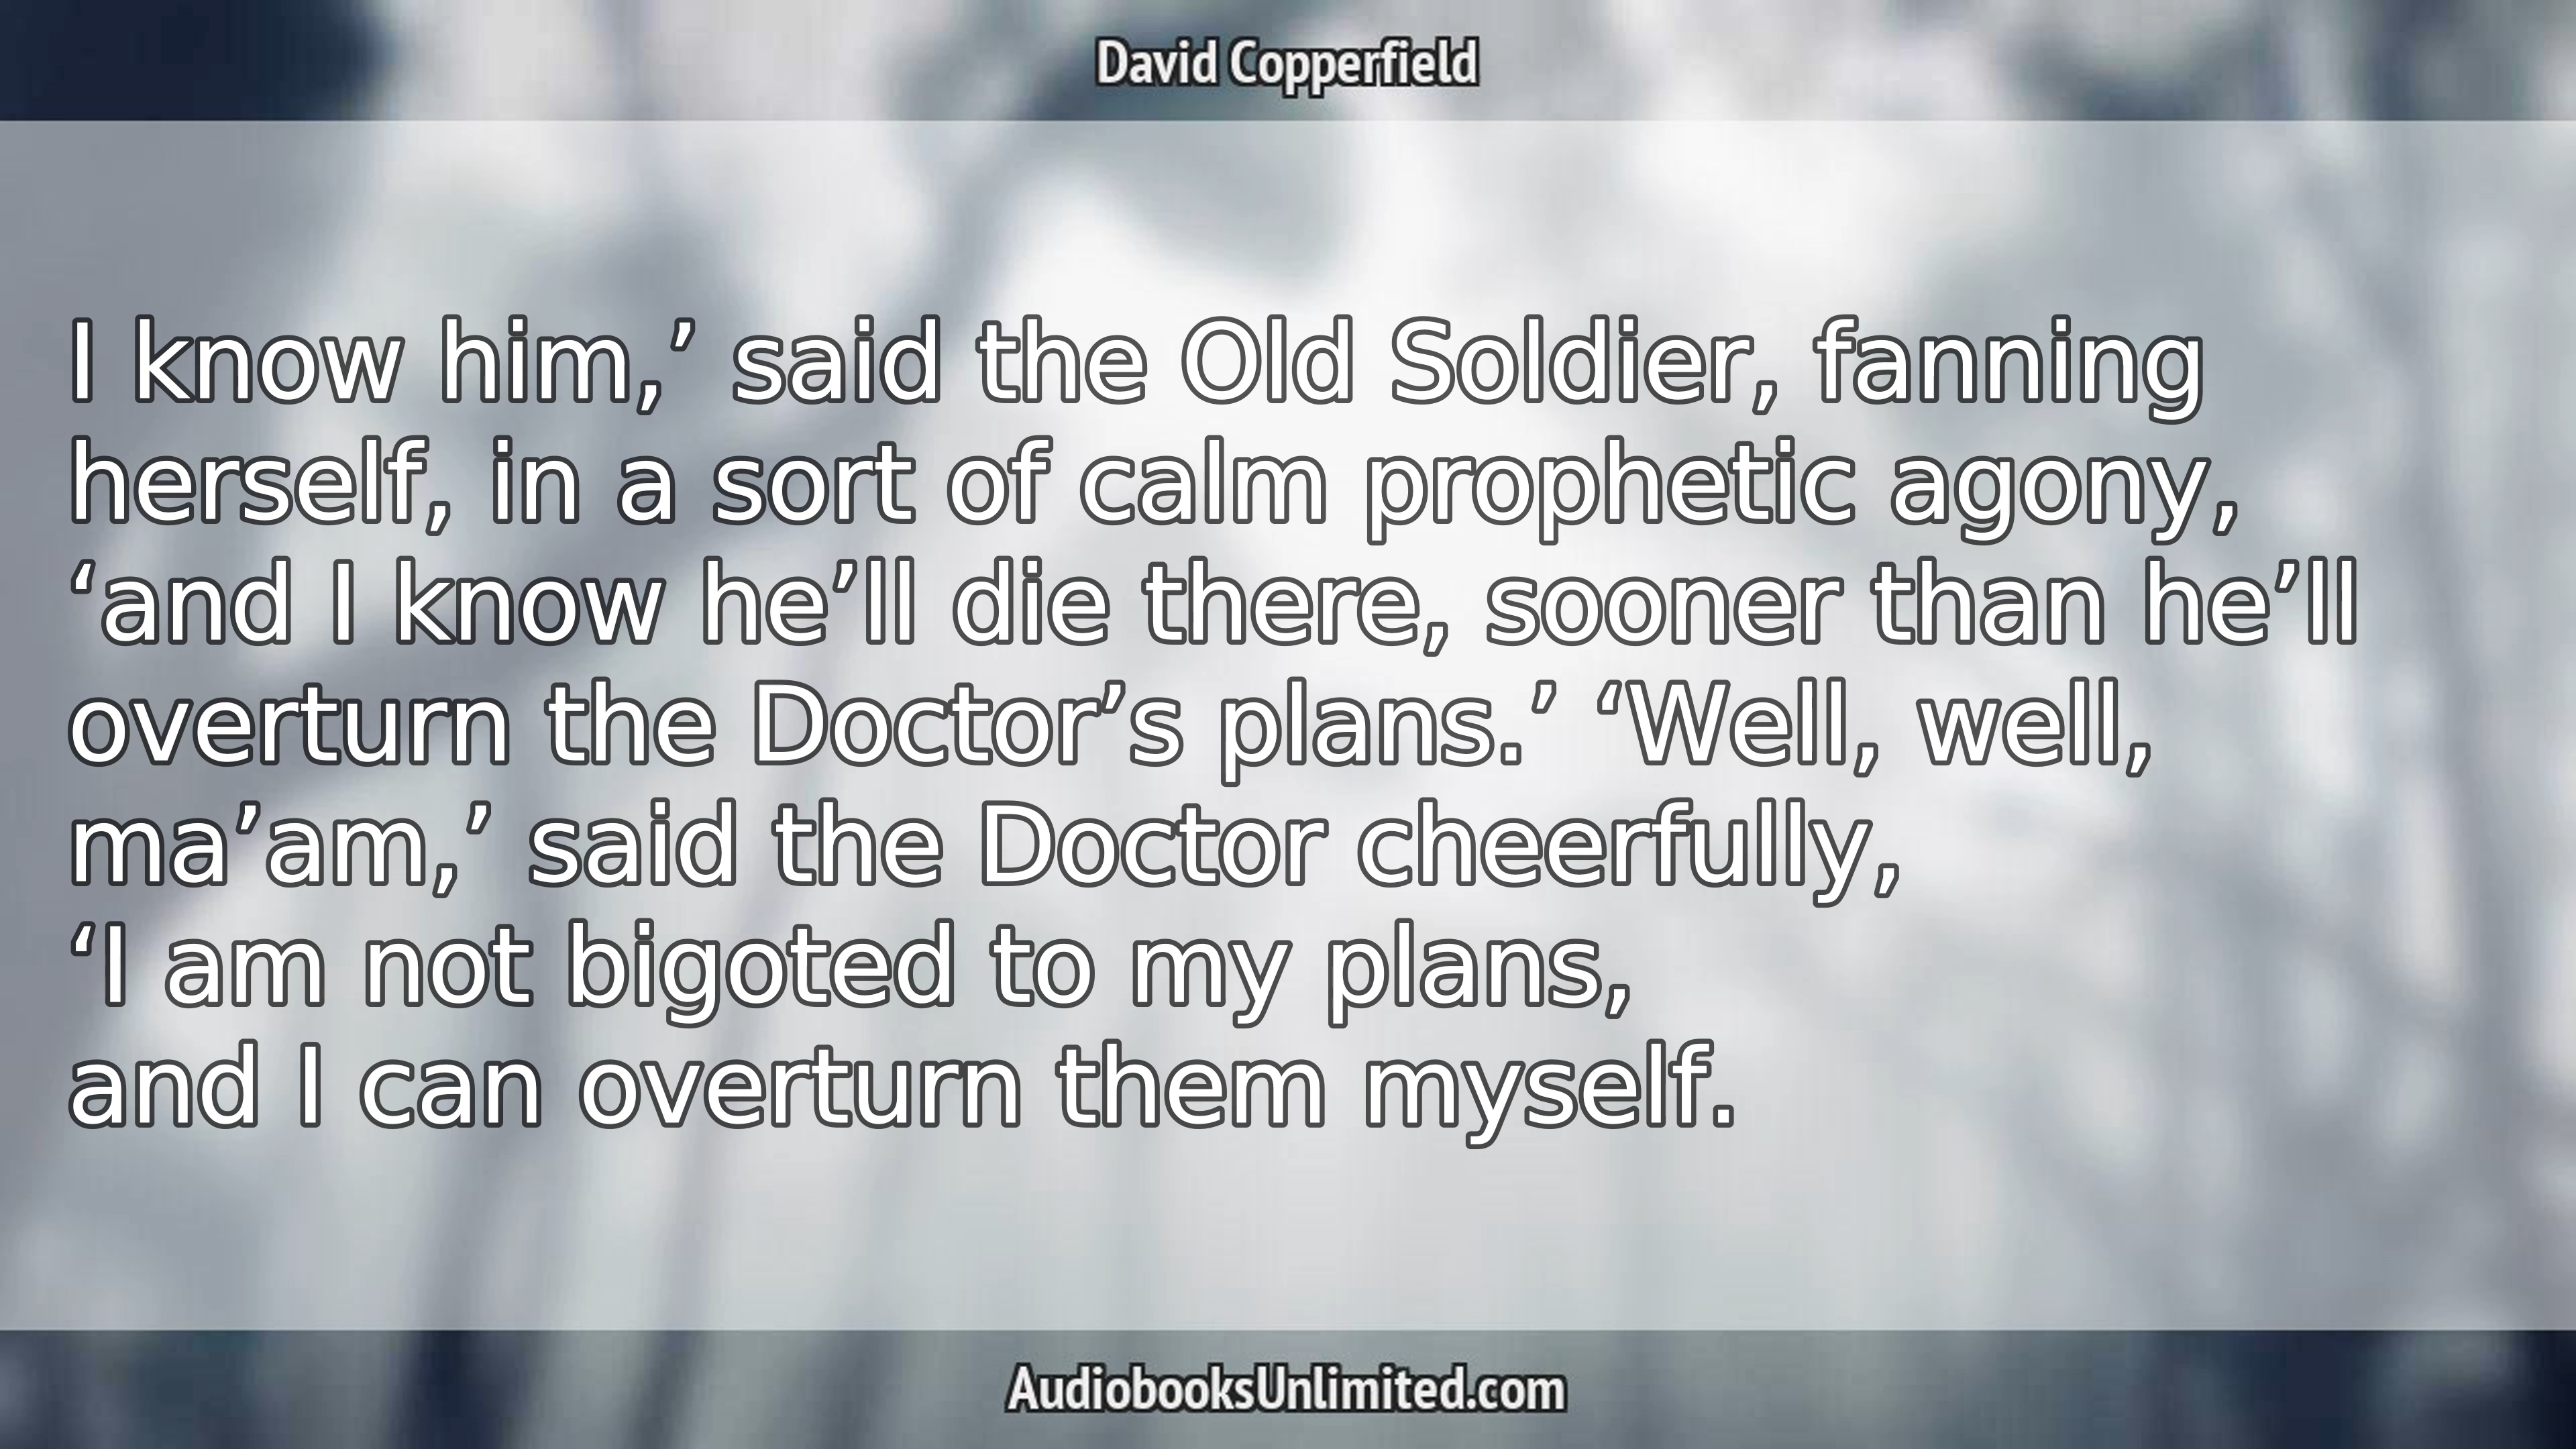 David Copperfield
I know him,’ said the Old Soldier, fanning
herself, in a sort of calm prophetic agony,
‘and I know he’ll die there, sooner than he’ll
overturn the Doctor’s plans.’ ‘Well, well,
ma’am,’ said the Doctor cheerfully,
‘I am not bigoted to my plans,
and I can overturn them myself.
AudiobooksUnlimited.com